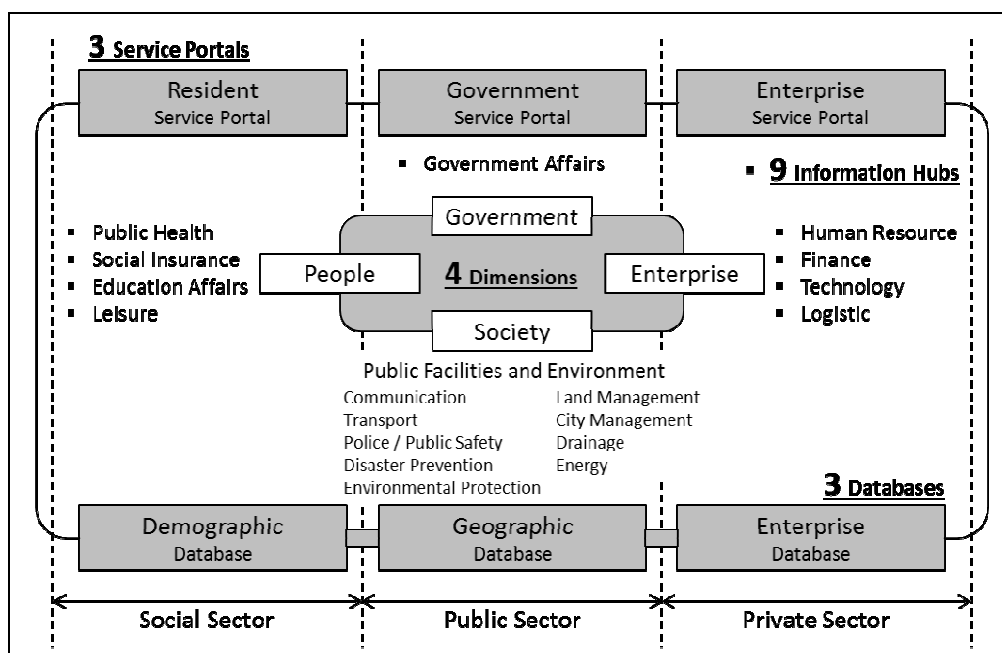 3 Service Portals
Resident
Service Portal
Government
Service Portal
Enterprise
Service Portal
▪ Government Affairs
▪ 9 Information Hubs
▪ Public Health
▪ Social Insurance
▪ Education Affairs
▪ Leisure
Government
People
4 Dimensions
Enterprise
Society
▪ Human Resource
▪ Finance
▪ Technology
▪ Logistic
Public Facilities and Environment
Communication
Transport
Police / Public Safety
Disaster Prevention
Environmental Protection
Land Management
City Management
Drainage
Energy
3 Databases
Demographic
Database
Geographic
Database
Enterprise
Database
Social Sector
Public Sector
Private Sector